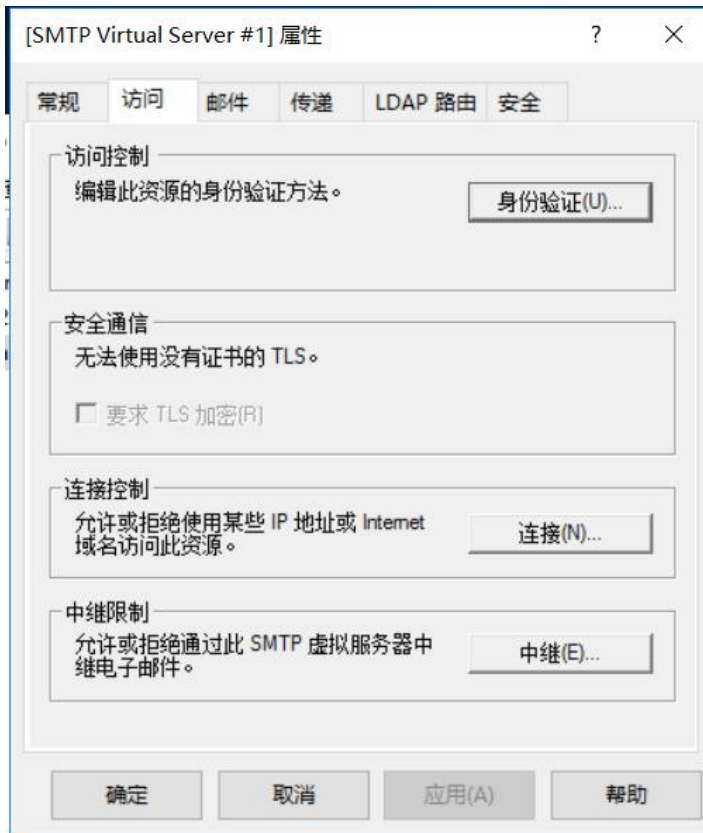 [SMTP Virtual Server #1] 属性
?
常规 访问 邮件 传递 LDAP 路由 安全
访问控制
编辑此资源的身份验证方法。
身份验证(U)...
安全通信
无法使用没有证书的 TLS。
要求 TLS 加密(R)
连接控制
允许或拒绝使用某些 IP 地址或 Internet
域名访问此资源。
连接(N)...
中继限制
允许或拒绝通过此 SMTP 虚拟服务器中
继电子邮件。
中继(E)...
确定 取消 应用(A) 帮助